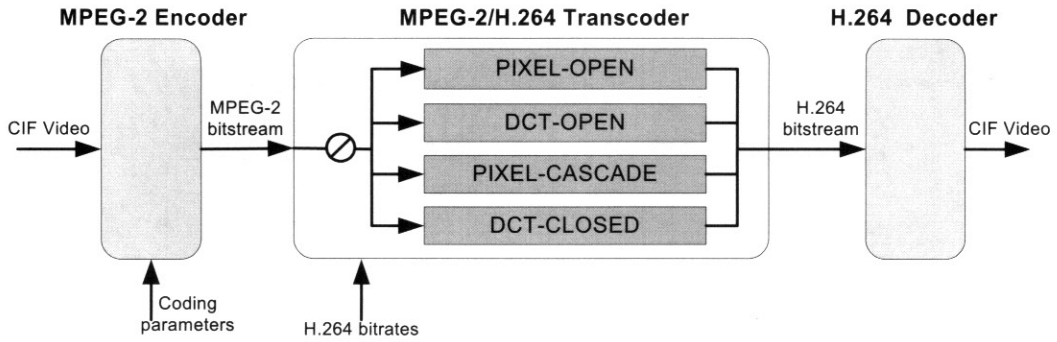 MPEG-2 Encoder
MPEG-2/H.264 Transcoder
H.264 Decoder
CIF Video
MPEG-2
bitstream
PIXEL-OPEN
DCT-OPEN
PIXEL-CASCADE
DCT-CLOSED
H.264
bitstream
CIF Video
Coding
parameters
H.264 bitrates